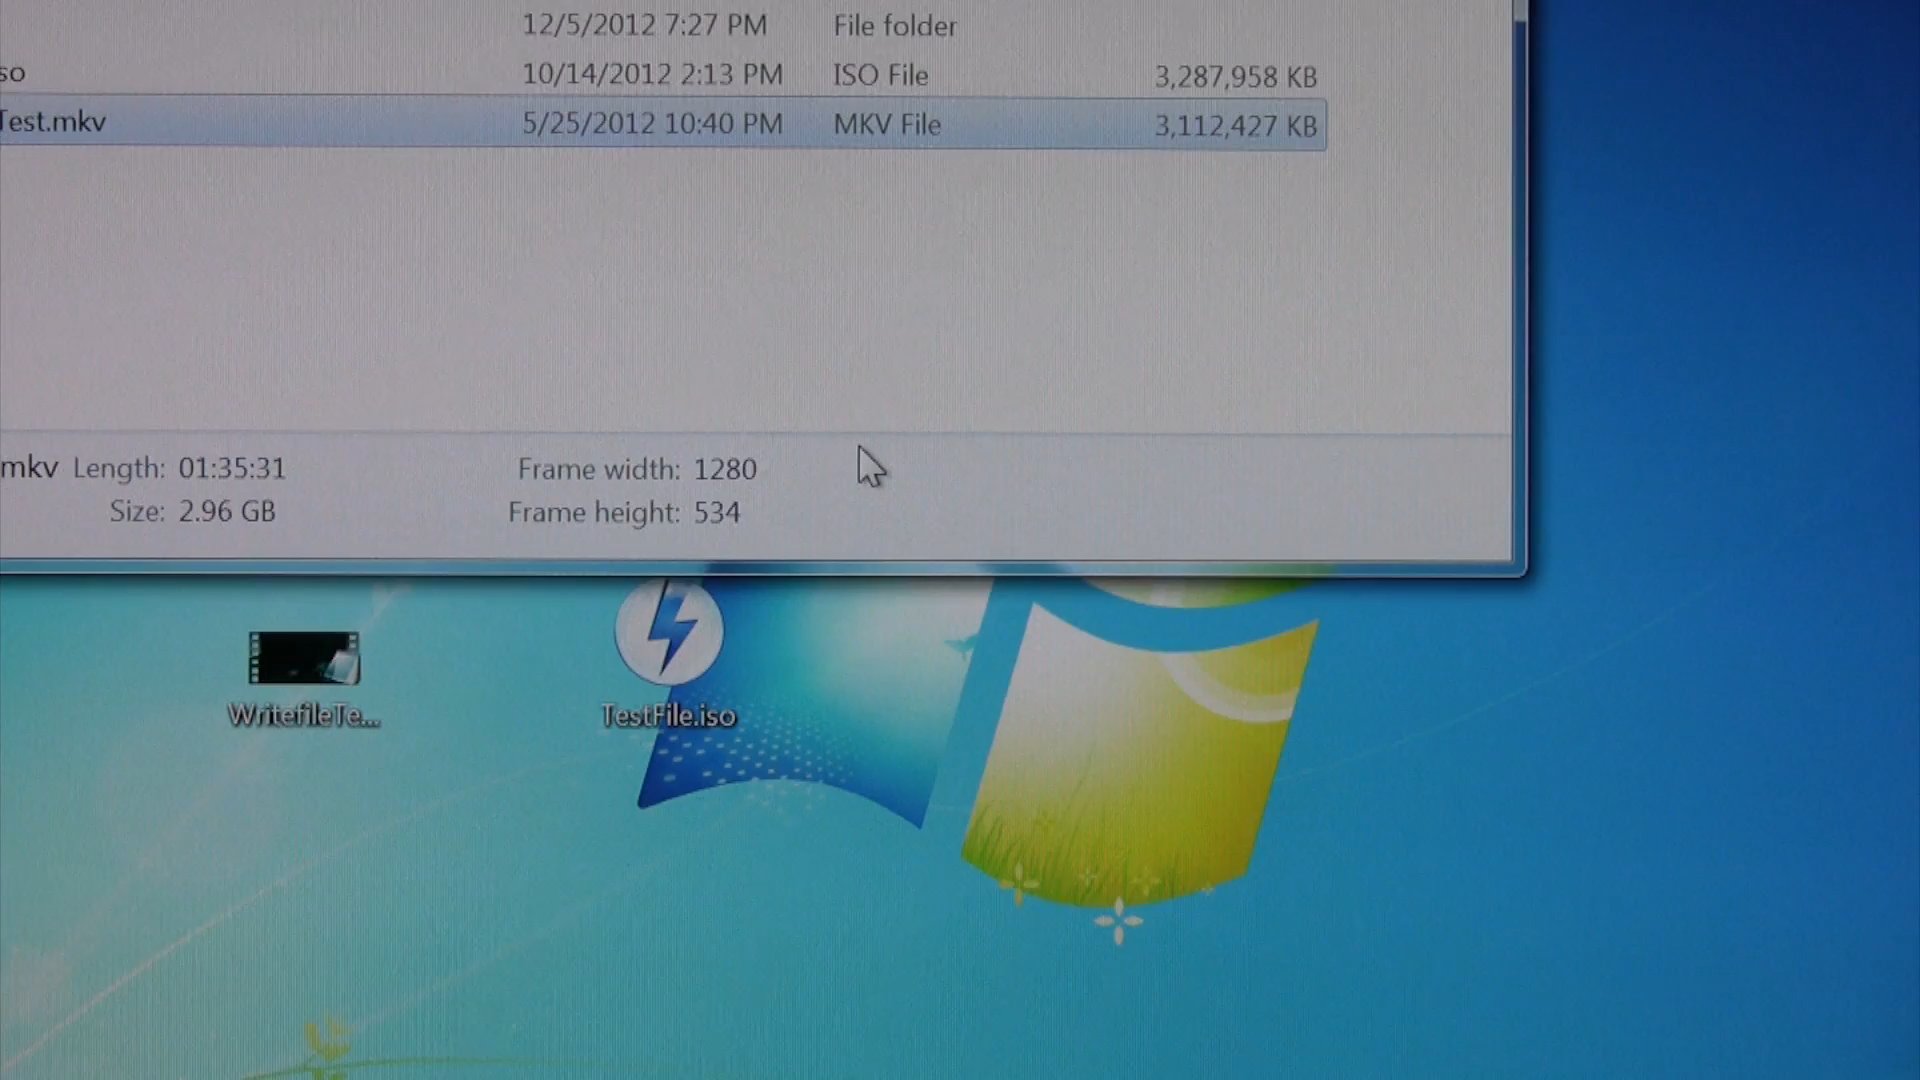 12/5/2012 7:27 PM File folder
so 10/14/2012 2:13 PM ISO File 3,287,958 KB
Test.mkv 5/25/2012 10:40 PM MKV File 3,112,427 KB
mkv Length: 01:35:31 Frame width: 1280
Size: 2.96 GB Frame height: 534
WritefileTe... TestFile.iso